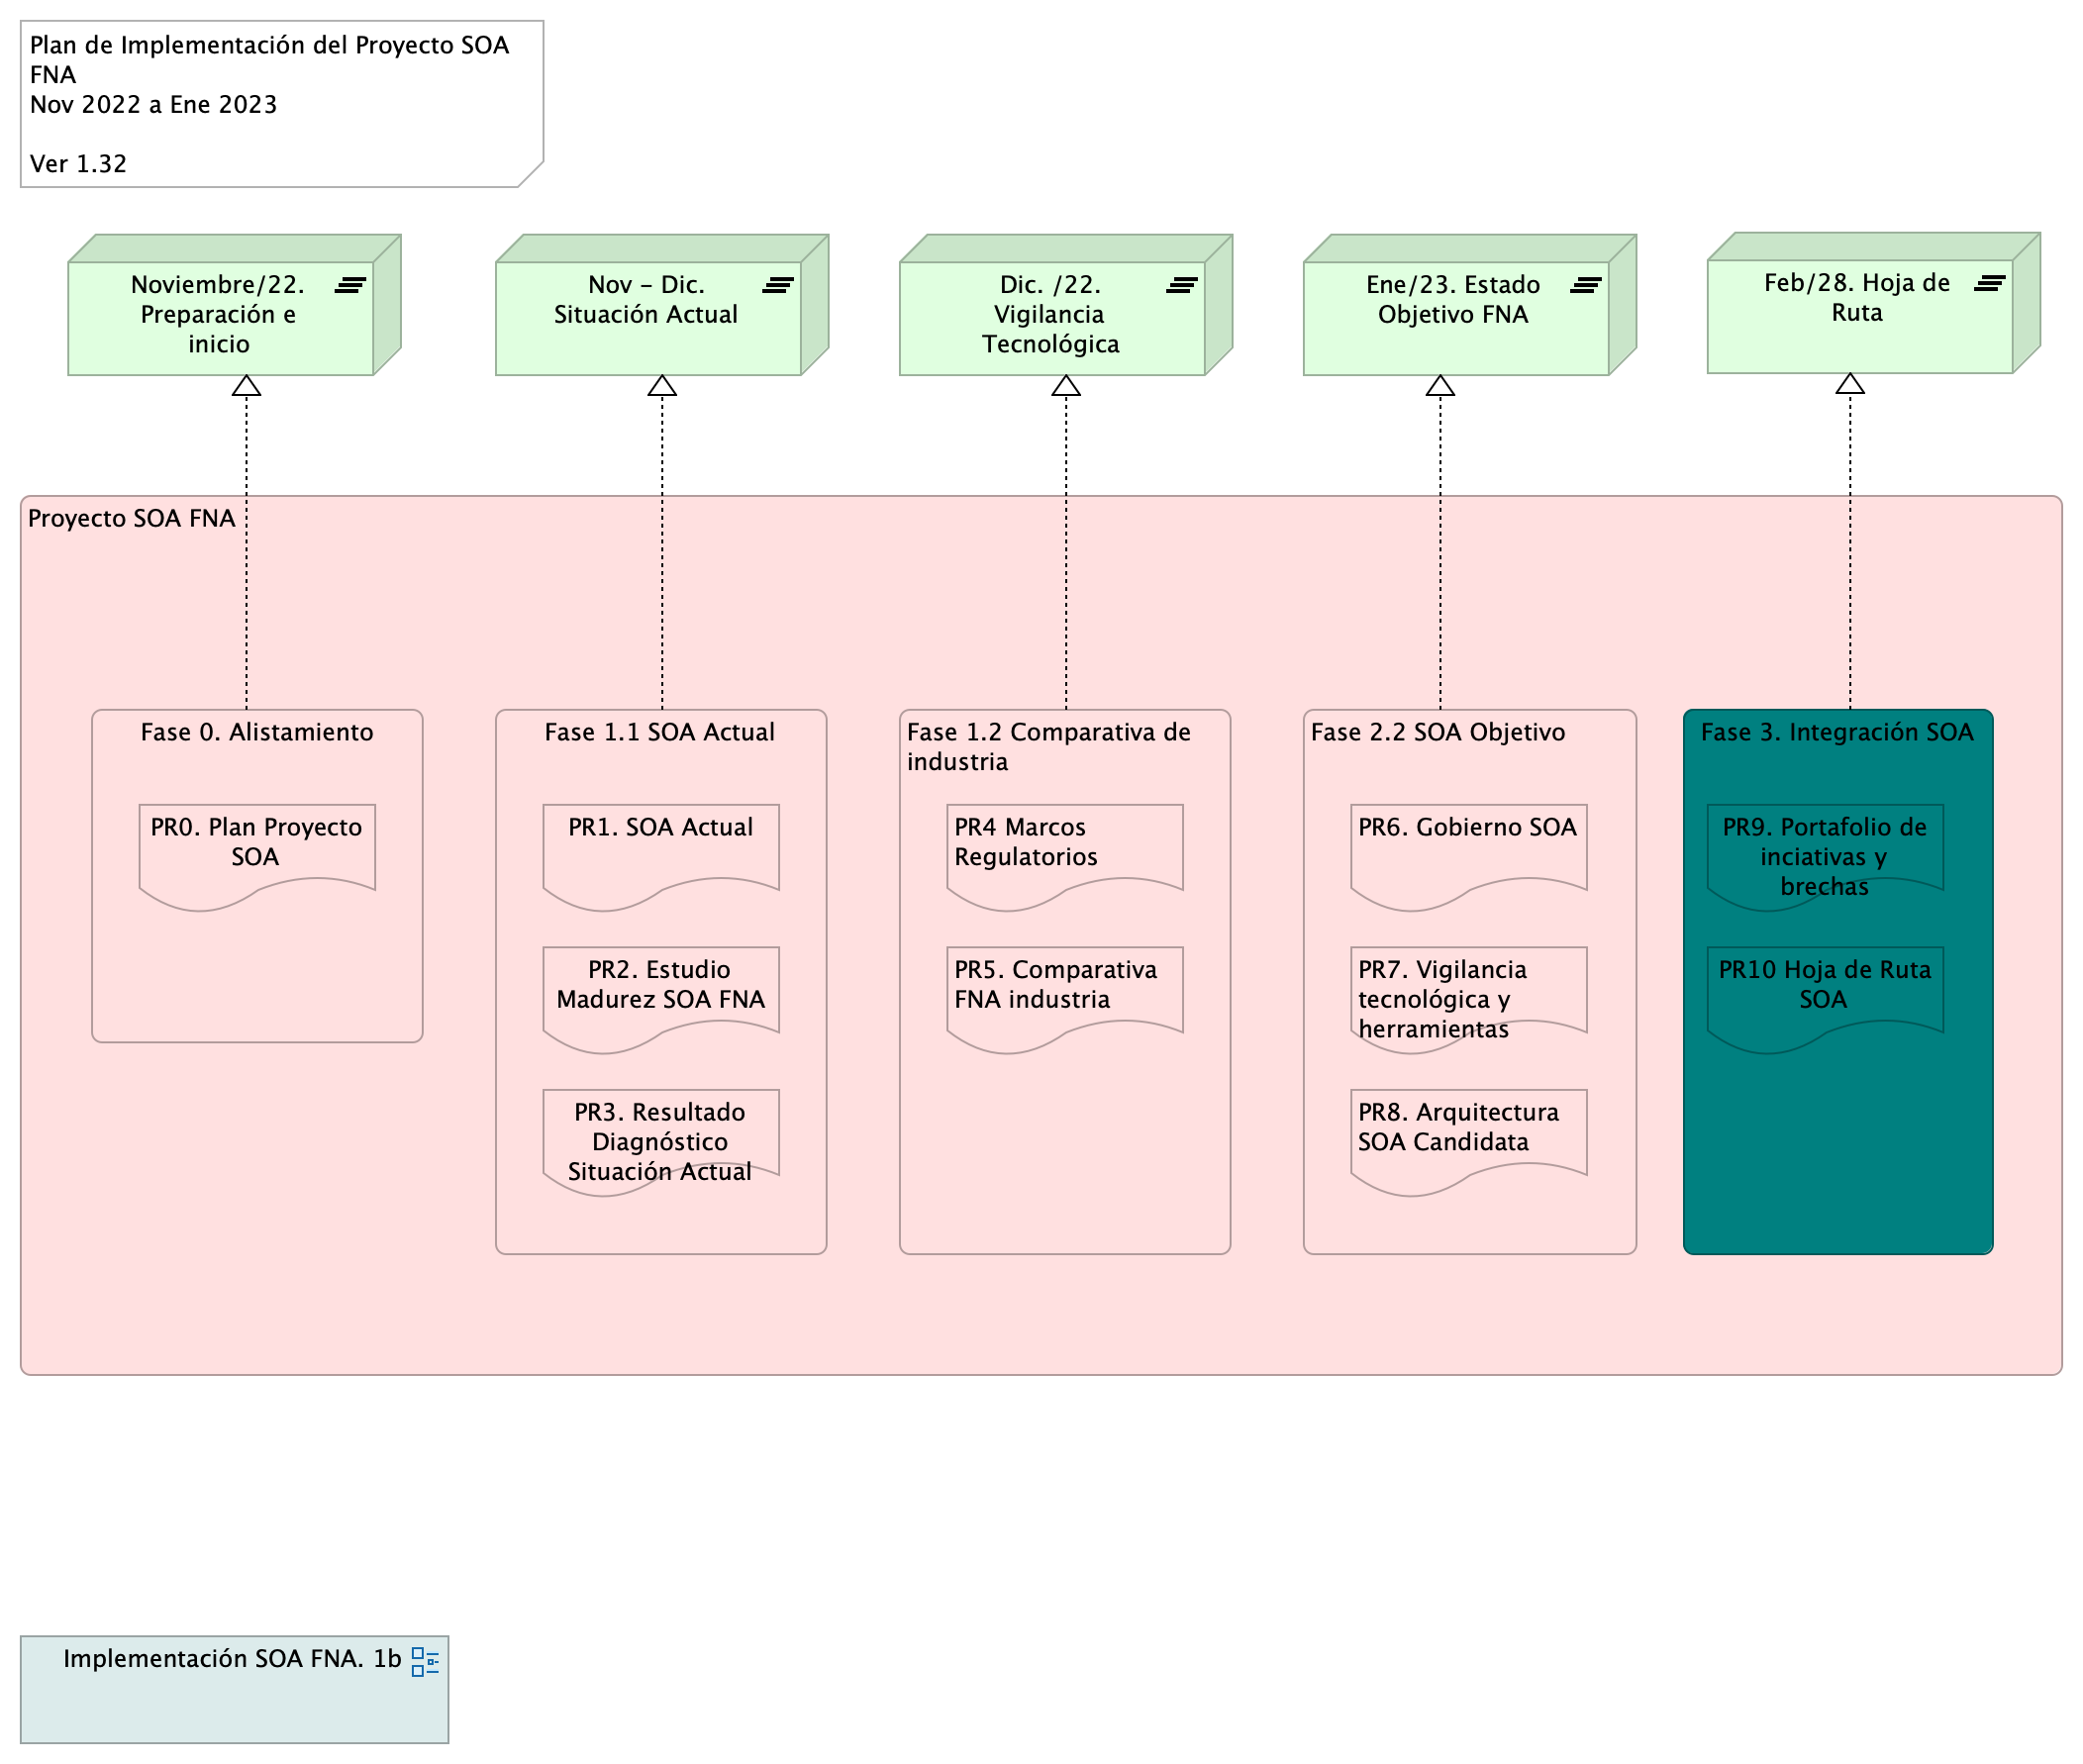 Plan de Implementación del Proyecto SOA
FNA
Nov 2022 a Ene 2023
Ver 1.32
Noviembre/22.
Preparación e
inicio
Nov – Dic.
Situación Actual
Dic. /22.
Vigilancia
Tecnológica
Ene/23. Estado
Objetivo FNA
Feb/28. Hoja de
Ruta
Proyecto SOA FNA
Fase 0. Alistamiento
PR0. Plan Proyecto
SOA
Fase 1.1 SOA Actual
PR1. SOA Actual
PR2. Estudio
Madurez SOA FNA
PR3. Resultado
Diagnóstico
Situación Actual
Fase 1.2 Comparativa de
industria
PR4 Marcos
Regulatorios
PR5. Comparativa
FNA industria
Fase 2.2 SOA Objetivo
PR6. Gobierno SOA
PR7. Vigilancia
tecnológica y
herramientas
PR8. Arquitectura
SOA Candidata
Fase 3. Integración SOA
PR9. Portafolio de
inciativas y
brechas
PR10 Hoja de Ruta
SOA
Implementación SOA FNA. 1b